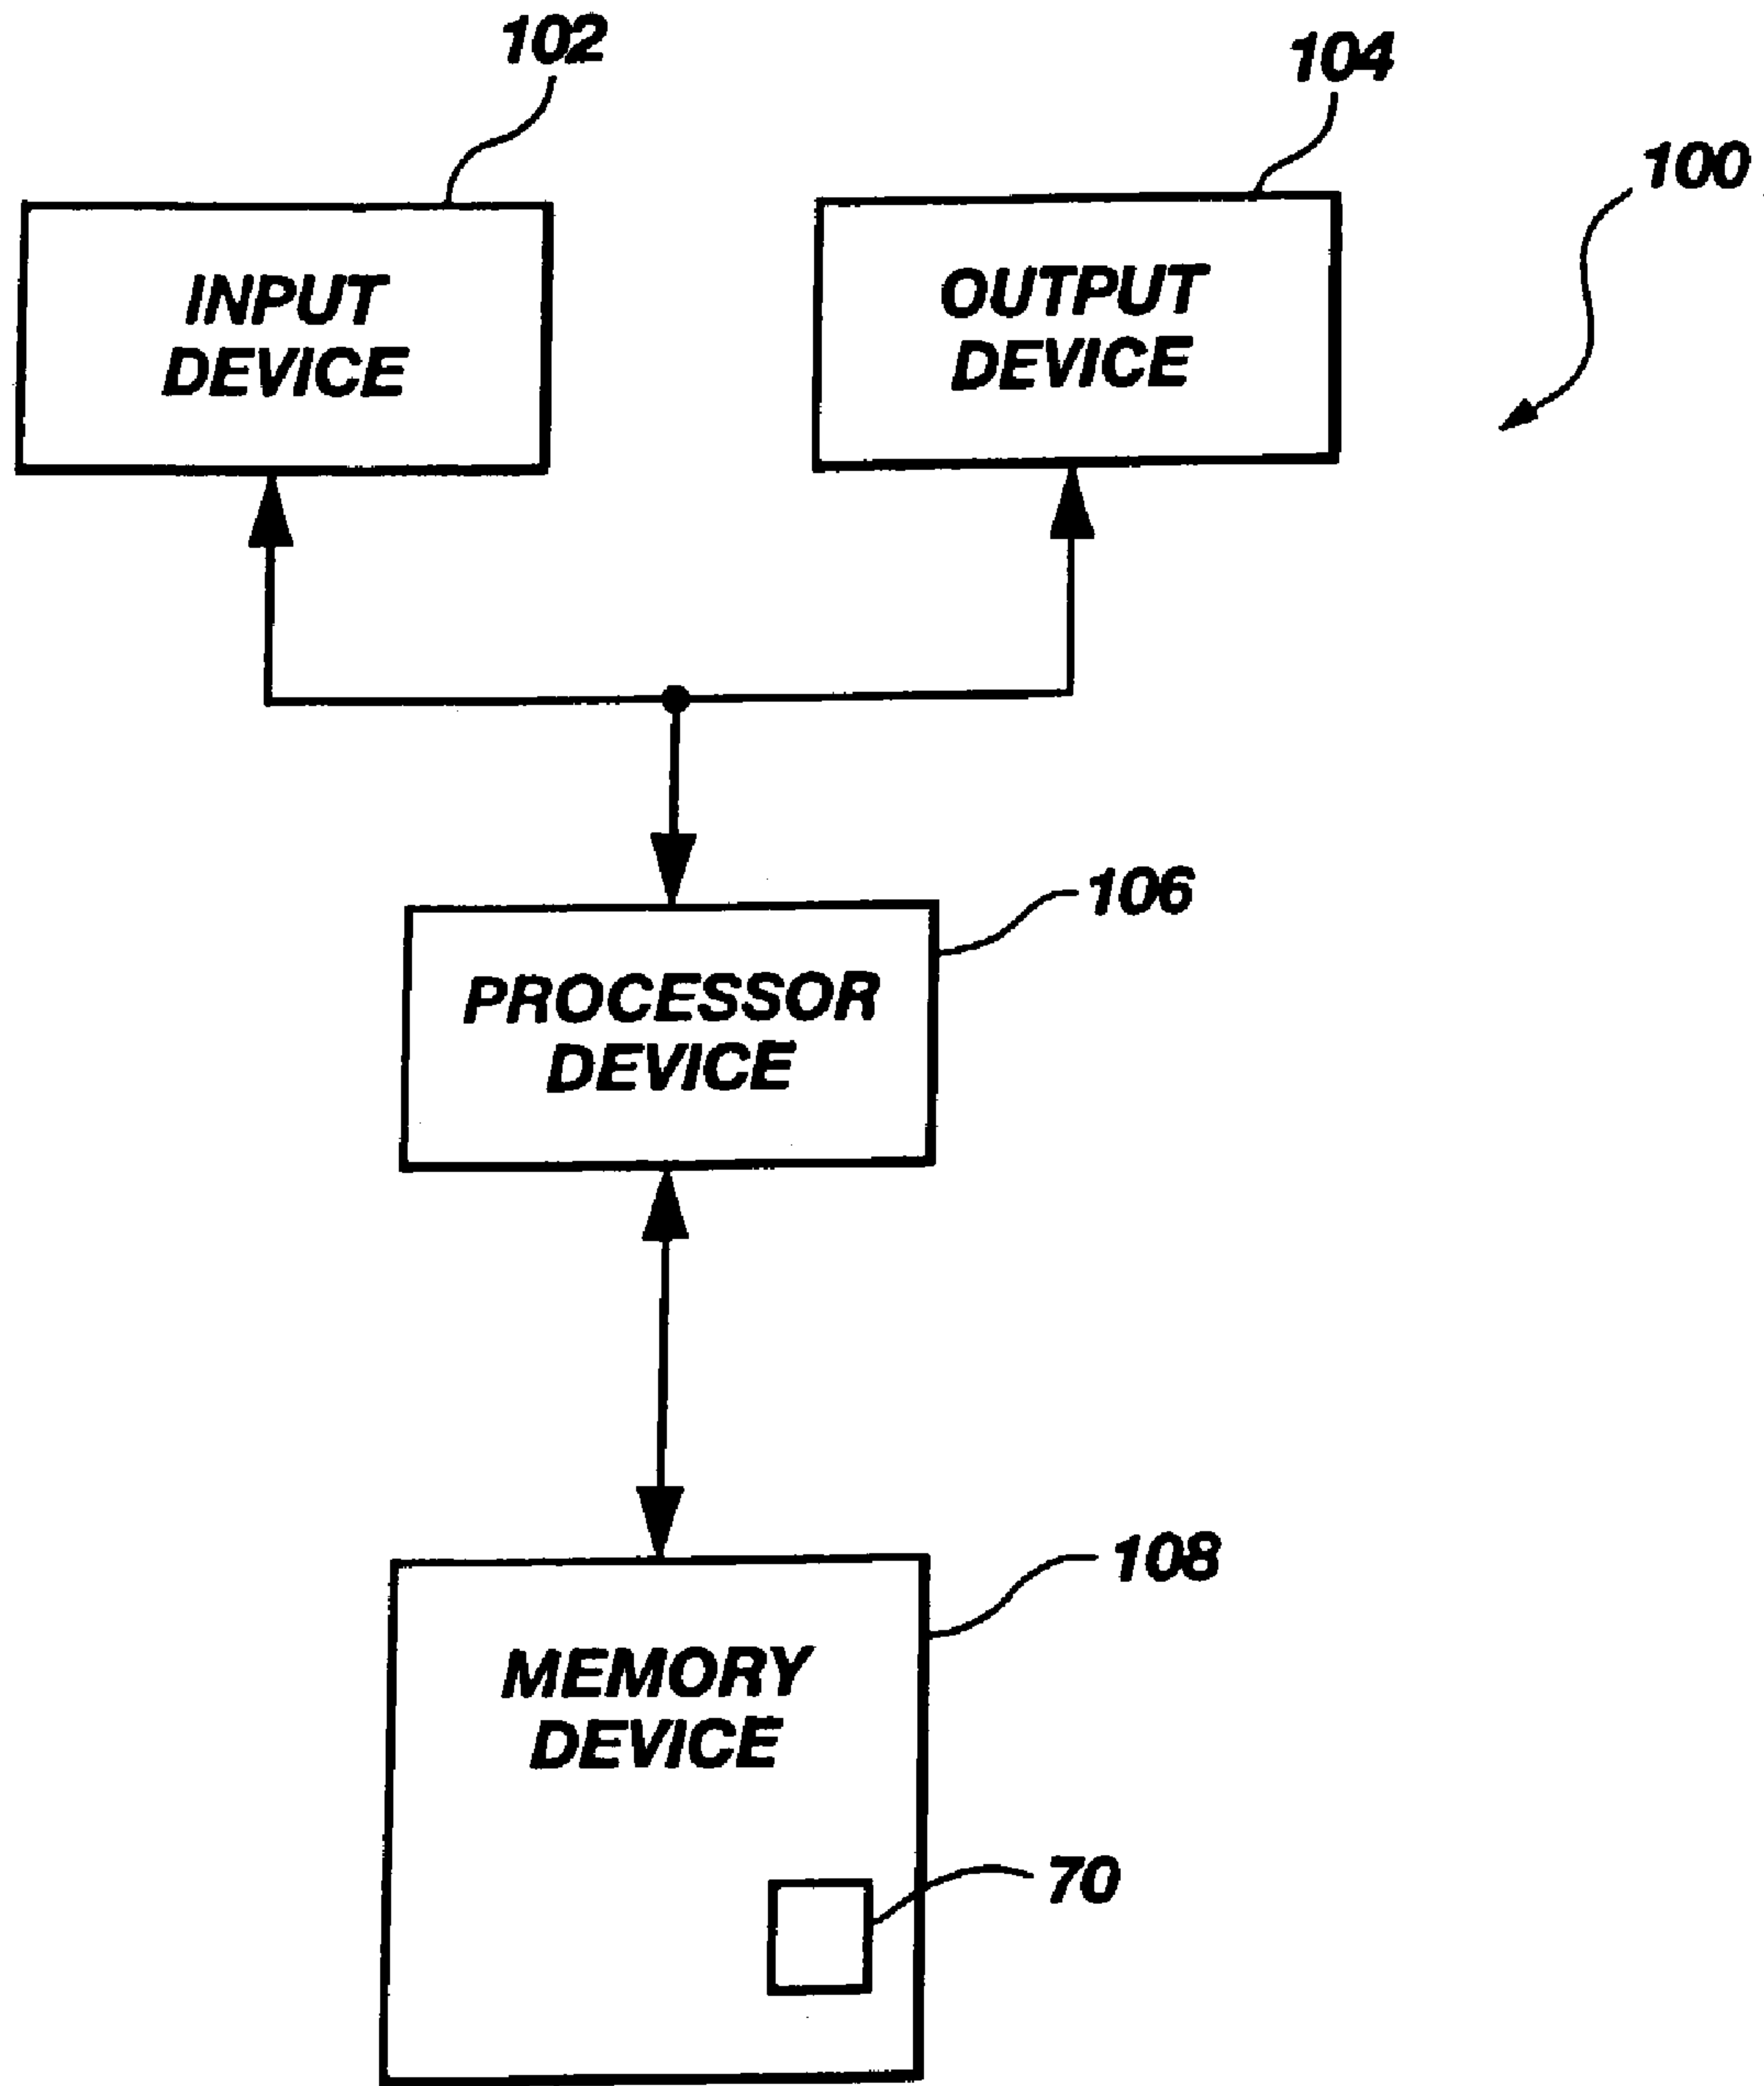 102
104
100
INPUT
DEVICE
OUTPUT
DEVICE
106
PROCESSOR
DEVICE
108
MEMORY
DEVICE
70